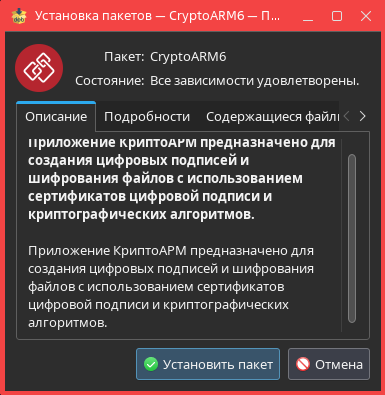 Установка пакетов — CryptoARM6 — П...
Пакет: CryptoARM6
Состояние: Все зависимости удовлетворены.
Описание Подробности Содержащиеся
Приложение КриптоАРМ предназначено для
создания цифровых подписей и
шифрования файлов с использованием
сертификатов цифровой подписи и
криптографических алгоритмов.
Приложение КриптоАРМ предназначено для
создания цифровых подписей и шифрования
файлов с использованием сертификатов
цифровой подписи и криптографических
алгоритмов.
Установить пакет Отмена